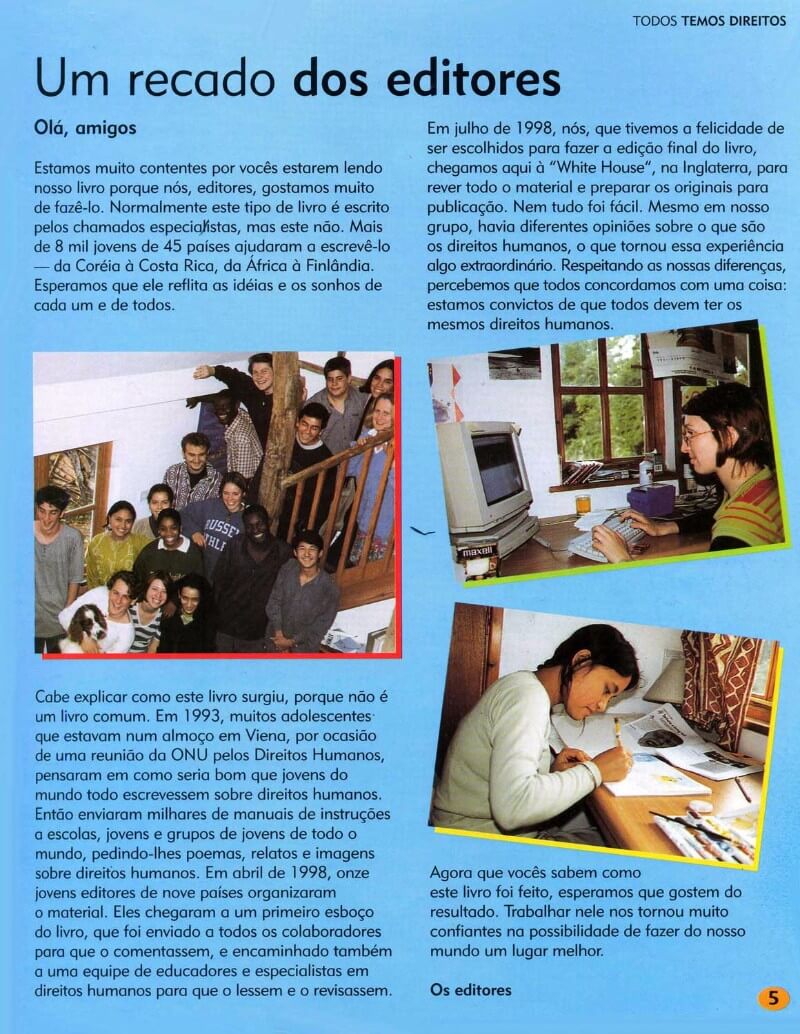 TODOS TEMOS DIREITOS
Um recado dos editores
Olá, amigos
Estamos muito contentes por vocês estarem lendo
nosso livro porque nós, editores, gostamos muito
de fazê-lo. Normalmente este tipo de livro é escrito
pelos chamados especialistas, mas este não. Mais
de 8 mil jovens de 45 países ajudaram a escrevê-lo
— da Coréia à Costa Rica, da África à Finlândia.
Esperamos que ele reflita as idéias e os sonhos de
cada um e de todos.
RUSSEL
Cabe explicar como este livro surgiu, porque não é
um livro comum. Em 1993, muitos adolescentes
que estavam num almoço em Viena, por ocasião
de uma reunião da ONU pelos Direitos Humanos,
pensaram em como seria bom que jovens do
mundo todo escrevessem sobre direitos humanos.
Então enviaram milhares de manuais de instruções
a escolas, jovens e grupos de jovens de todo o
mundo, pedindo-lhes poemas, relatos e imagens
sobre direitos humanos. Em abril de 1998, onze
jovens editores de nove países organizaram
o material. Eles chegaram a um primeiro esboço
do livro, que foi enviado a todos os colaboradores
para que o comentassem, e encaminhado também
a uma equipe de educadores e especialistas em
direitos humanos para que o lessem e o revisassem.
Em julho de 1998, nós, que tivemos a felicidade de
ser escolhidos para fazer a edição final do livro,
chegamos aqui à “White House”, na Inglaterra, para
rever todo o material e preparar os originais para
publicação. Nem tudo foi fácil. Mesmo em nosso
grupo, havia diferentes opiniões sobre o que são
os direitos humanos, o que tornou essa experiência
algo extraordinário. Respeitando as nossas diferenças,
percebemos que todos concordamos com uma coisa:
estamos convictos de que todos devem ter os
mesmos direitos humanos.
maxell
Agora que vocês sabem como
este livro foi feito, esperamos que gostem do
resultado. Trabalhar nele nos tornou muito
confiantes na possibilidade de fazer do nosso
mundo um lugar melhor.
Os editores
5